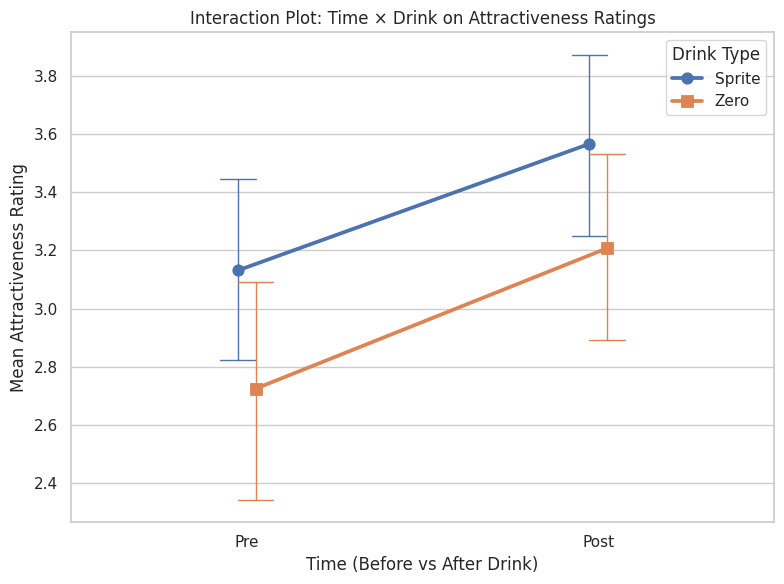 Interaction Plot: Time × Drink on Attractiveness Ratings
Drink Type
Sprite
Zero
Mean Attractiveness Rating
3.8
3.6
3.4
3.2
3.0
2.8
2.6
2.4
Pre
Post
Time (Before vs After Drink)